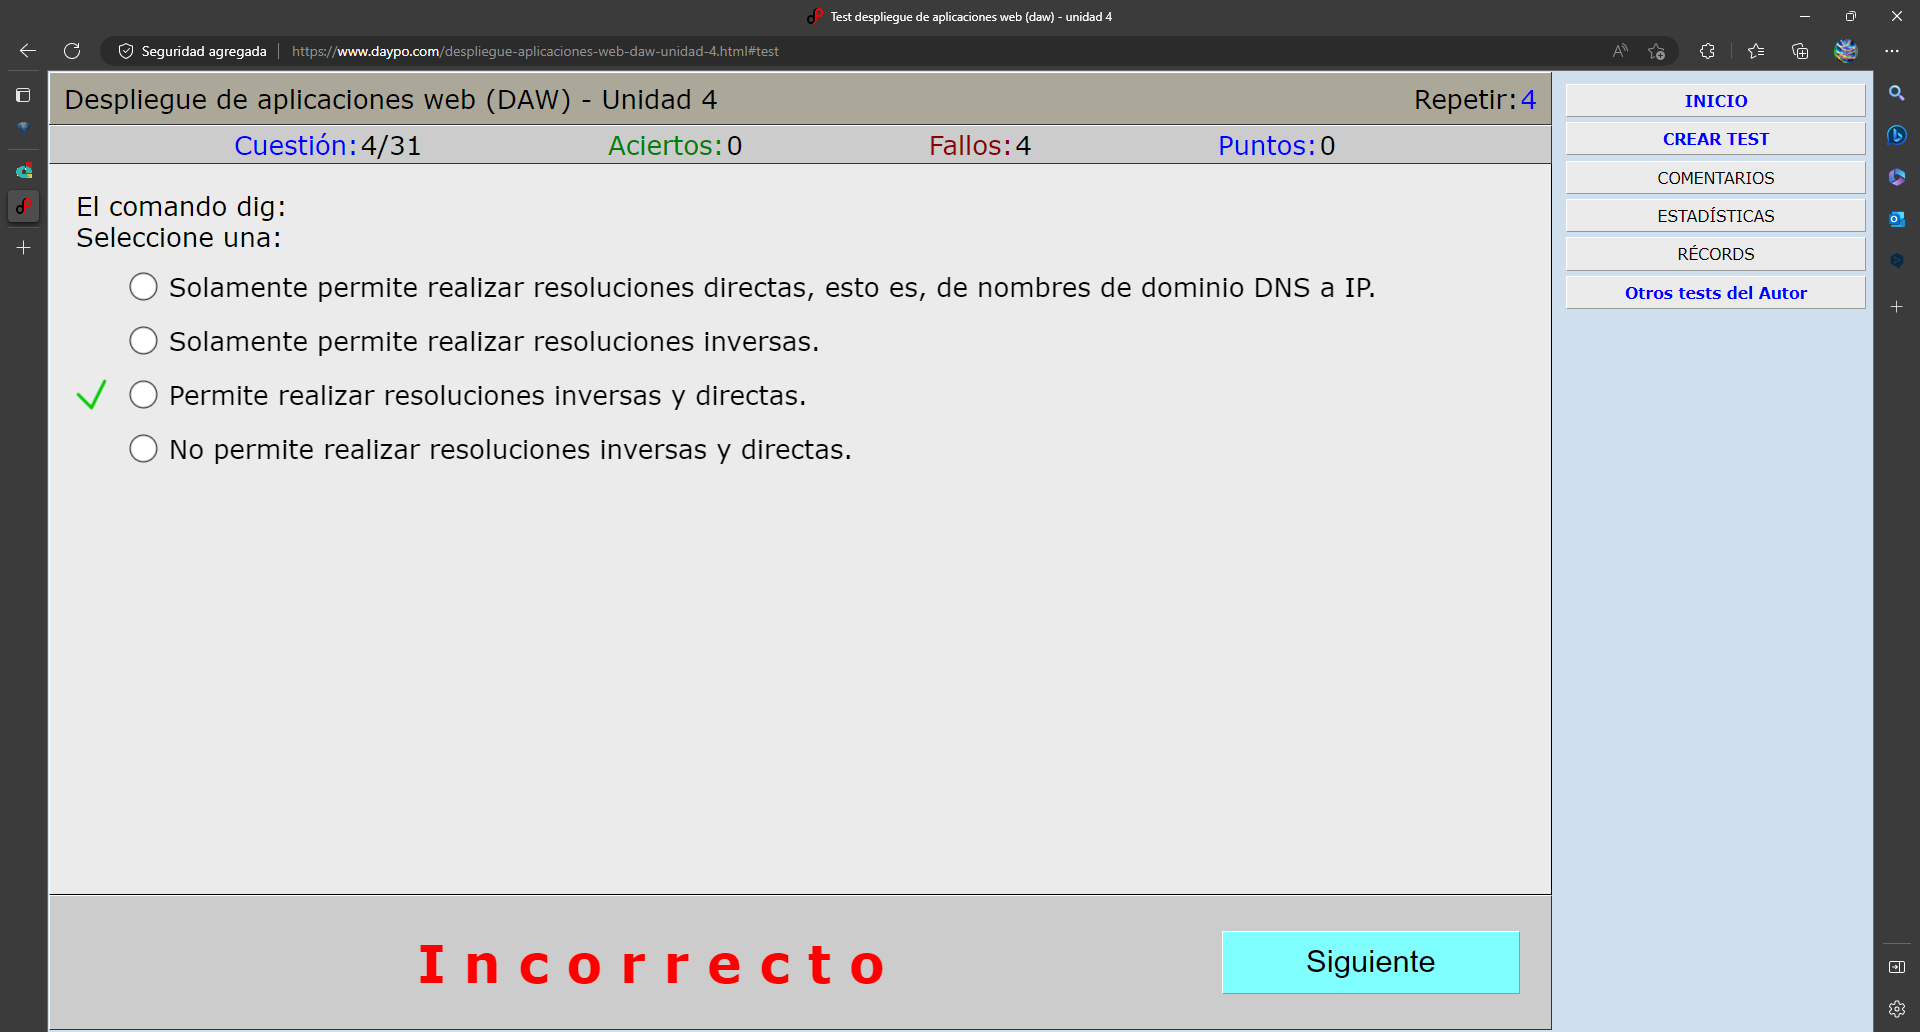 Test despliegue de aplicaciones web (daw) - unidad 4
Seguridad agregada
https://www.daypo.com/despliegue-aplicaciones-web-daw-unidad-4.html#test
Despliegue de aplicaciones web (DAW) - Unidad 4
Repetir:4
Cuestión:4/31
Aciertos:0
Fallos:4
Puntos:0
El comando dig:
Seleccione una:
Solamente permite realizar resoluciones directas, esto es, de nombres de dominio DNS a IP.
Solamente permite realizar resoluciones inversas.
Permite realizar resoluciones inversas y directas.
No permite realizar resoluciones inversas y directas.
Incorrecto
Siguiente
INICIO
CREAR TEST
COMENTARIOS
ESTADÍSTICAS
RÉCORDS
Otros tests del Autor